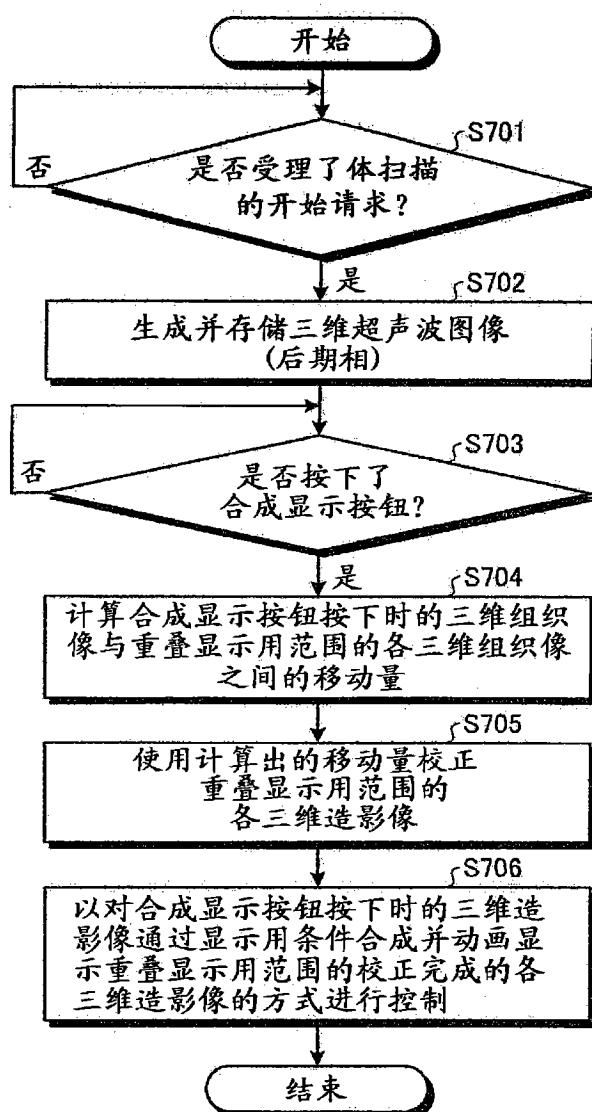 开始
S701
否
是否受理了体扫描
的开始请求？
是
S702
生成并存储三维超声波图像
(后期相)
S703
否
是否按下了
合成显示按钮？
是
S704
计算合成显示按钮按下时的三维组织
像与重叠显示用范围的各三维组织像
之间的移动量
S705
使用计算出的移动量校正
重叠显示用范围的
各三维造影像
S706
以对合成显示按钮按下时的三维造
影像通过显示用条件合成并动画显
示重叠显示用范围的校正完成的各
三维造影像的方式进行控制
结束